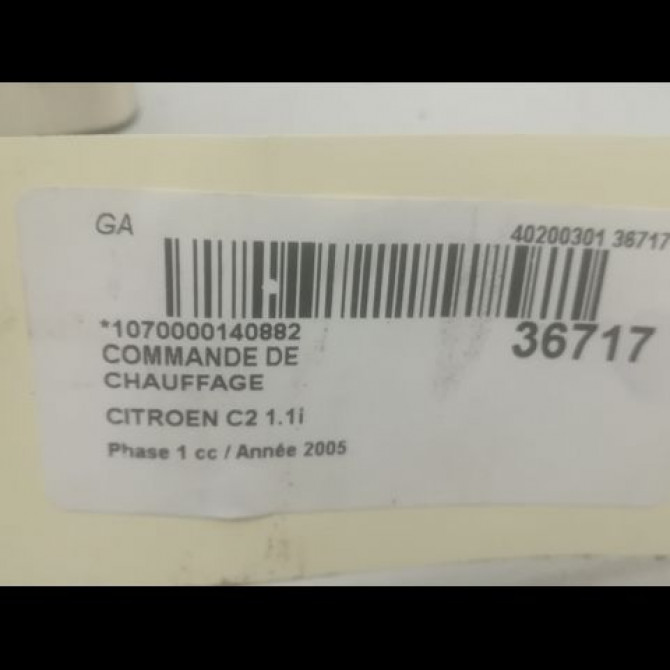 GA
40200301 36717
*1070000140882
36717
COMMANDE DE
CHAUFFAGE
CITROEN C2 1.1i
Phase 1 cc / Année 2005